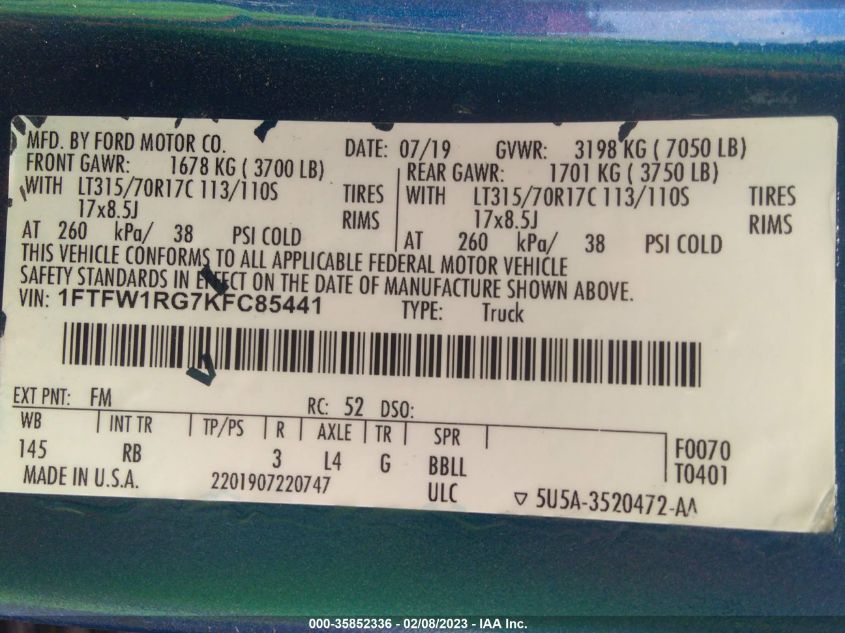 MFD. BY FORD MOTOR CO. DATE: 07/19 GVWR: 3198 KG ( 7050 LB)
FRONT GAWR: 1678 KG ( 3700 LB) REAR GAWR: 1701 KG ( 3750 LB)
WITH LT315/70R17C 113/110S TIRES WITH LT315/70R17C 113/110S TIRES
17x8.5J RIMS 17x8.5J RIMS
AT 260 kPa/ 38 PSI COLD AT 260 kPa/ 38 PSI COLD
THIS VEHICLE CONFORMS TO ALL APPLICABLE FEDERAL MOTOR VEHICLE
SAFETY STANDARDS IN EFFECT ON THE DATE OF MANUFACTURE SHOWN ABOVE.
VIN: 1FTFW1RG7KFC85441 TYPE: Truck
EXT PNT: FM RC: 52 DSO:
WB INT TR TP/PS R AXLE TR SPR F0070
145 RB 3 L4 G BBLL T0401
MADE IN U.S.A. 2201907220747 ULC ▽ 5U5A-3520472-AA
000-35852336 - 02/08/2023 - IAA Inc.